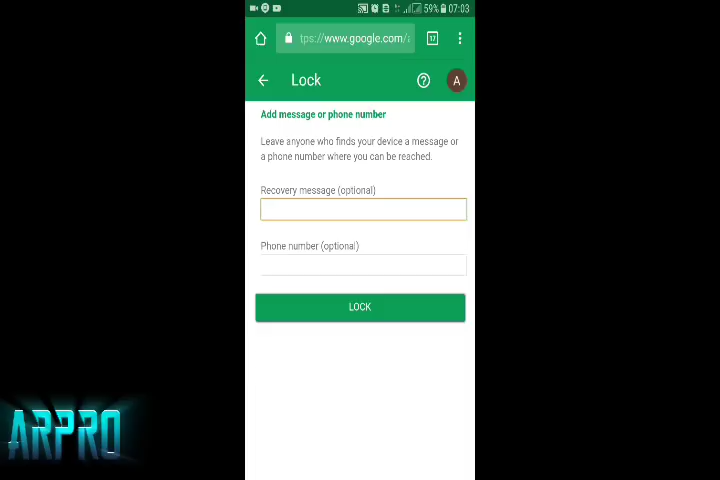 59% 07:03
tps://www.google.com/
17
Lock
A
Add message or phone number
Leave anyone who finds your device a message or
a phone number where you can be reached.
Recovery message (optional)
Phone number (optional)
LOCK
ARPRO